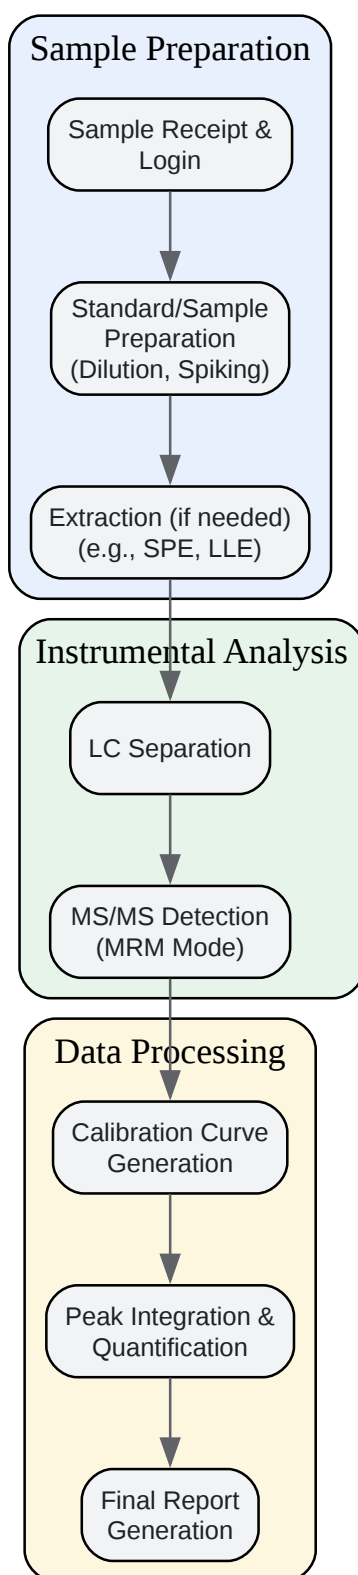 Sample Preparation
Sample Receipt &
Login
Standard/Sample
Preparation
(Dilution, Spiking)
Extraction (if needed)
(e.g., SPE, LLE)
Instrumental Analysis
LC Separation
MS/MS Detection
(MRM Mode)
Data Processing
Calibration Curve
Generation
Peak Integration &
Quantification
Final Report
Generation